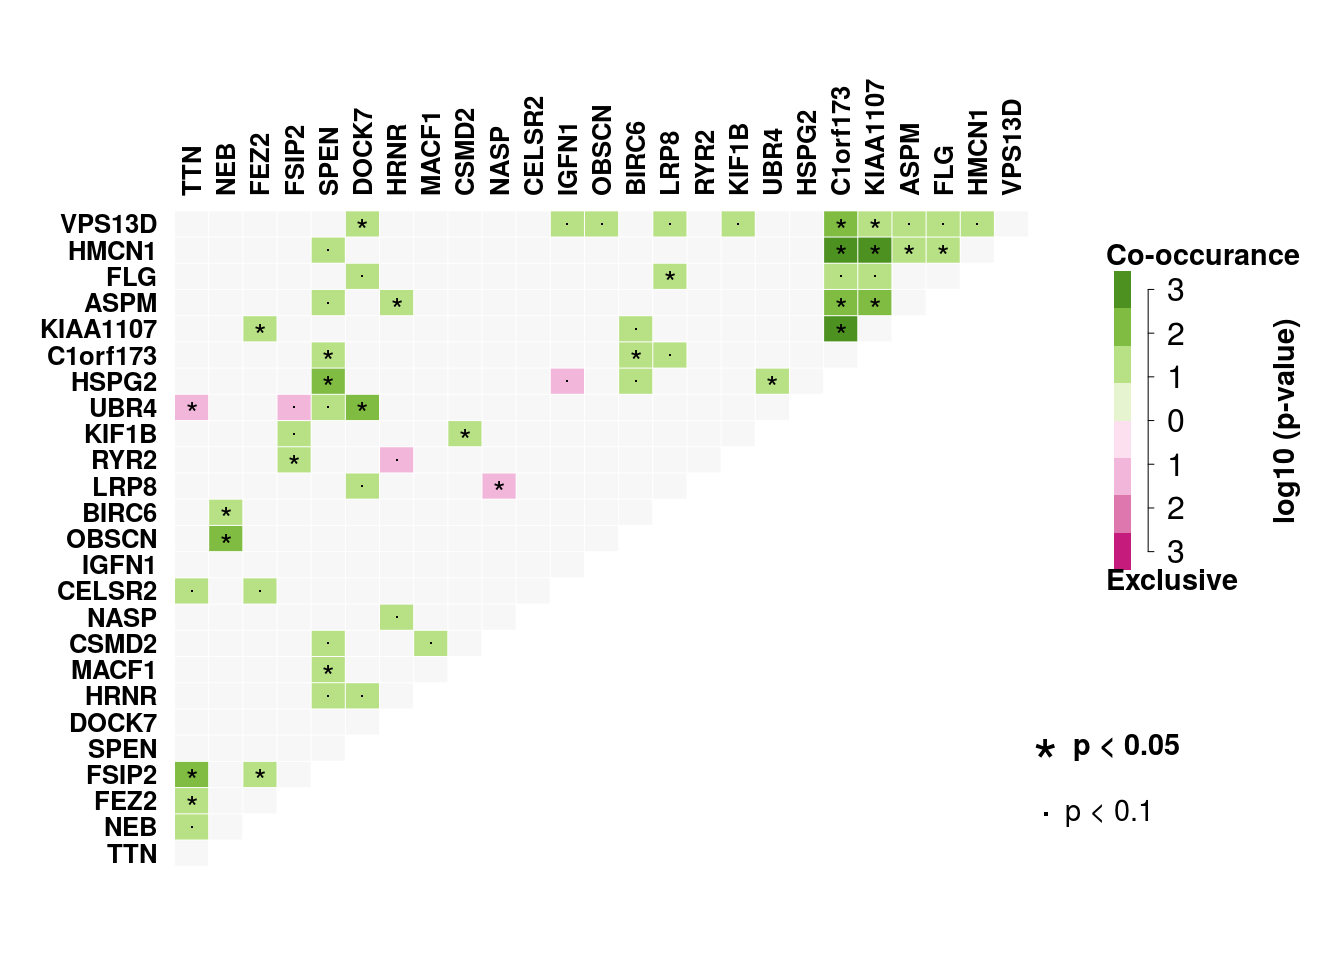 TTN
NEB
FEZ2
FSIP2
SPEN
DOCK7
HRNR
MACF1
CSMD2
NASP
CELSR2
IGFN1
OBSCN
BIRC6
LRP8
RYR2
KIF1B
UBR4
HSPG2
C1orf173
KIAA1107
ASPM
FLG
HMCN1
VPS13D
VPS13D * · · · · * * · · ·
HMCN1 · * * * *
FLG · * · ·
ASPM · * * *
KIAA1107 * · *
C1orf173 * * ·
HSPG2 * · · *
UBR4 * · · *
KIF1B · *
RYR2 * ·
LRP8 · *
BIRC6 *
OBSCN *
IGFN1
CELSR2 · ·
NASP ·
CSMD2 · ·
MACF1 *
HRNR · ·
DOCK7
SPEN
FSIP2 * *
FEZ2 *
NEB ·
TTN
Co-occurance
3
2
1
0
1
2
3
Exclusive
log10 (p-value)
* p < 0.05
· p < 0.1